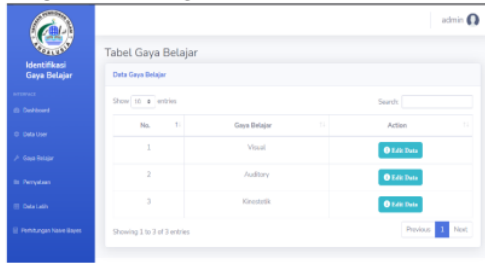 ANDALUSIA
Identifikasi
Gaya Belajar
INTERFACE
Dashboard
Data User
Gaya Belajar
Pernyataan
Data Latih
Perhitungan Naive Bayes
admin
Tabel Gaya Belajar
Data Gaya Belajar
Show 10 entries
Search:
No. Gaya Belajar Action
1 Visual Edit Data
2 Auditory Edit Data
3 Kinestetik Edit Data
Showing 1 to 3 of 3 entries
Previous 1 Next